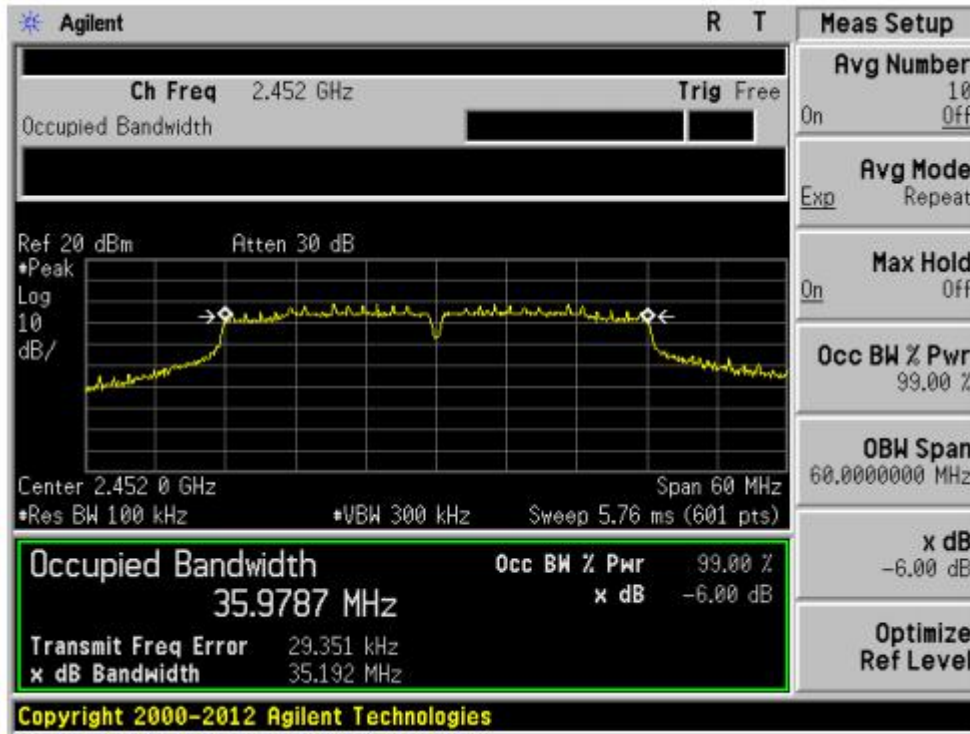 Agilent R T Meas Setup
Ch Freq 2.452 GHz Trig Free
Occupied Bandwidth
Avg Number
10
On Off
Avg Mode
Exp Repeat
Max Hold
On Off
Occ BW % Pwr
99.00 %
OBW Span
60.0000000 MHz
x dB
-6.00 dB
Optimize
Ref Level
Ref 20 dBm Atten 30 dB
*Peak
Log
10
dB/
Center 2.452 0 GHz Span 60 MHz
*Res BW 100 kHz *VBW 300 kHz Sweep 5.76 ms (601 pts)
Occupied Bandwidth Occ BW % Pwr 99.00 %
35.9787 MHz x dB -6.00 dB
Transmit Freq Error 29.351 kHz
x dB Bandwidth 35.192 MHz
Copyright 2000-2012 Agilent Technologies